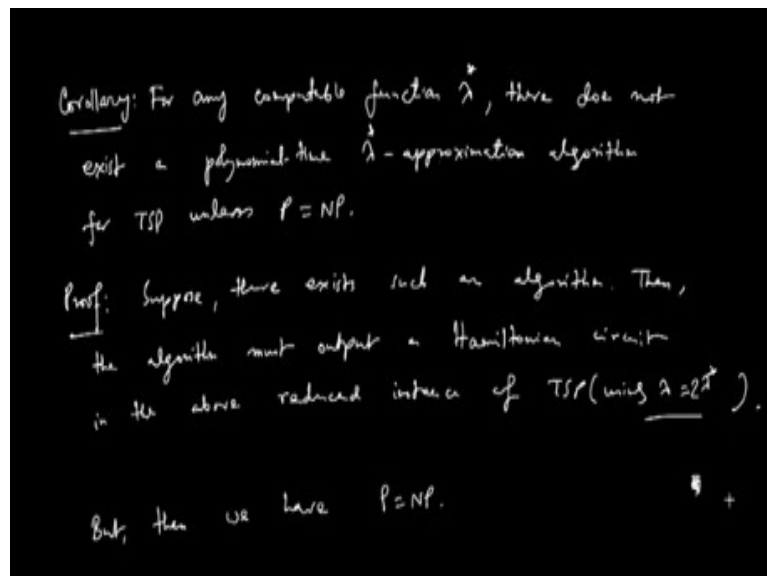 Corollary: For any computable function λ*, there doe not
exist a polynomial-time λ*-approximation algorithm
for TSP unless P = NP.
Proof: Suppose, there exists such an algorithm. Then,
the algorithm must output a Hamiltonian circuit
in the above reduced instance of TSP (using λ = 2λ*).
But, then we have P = NP.